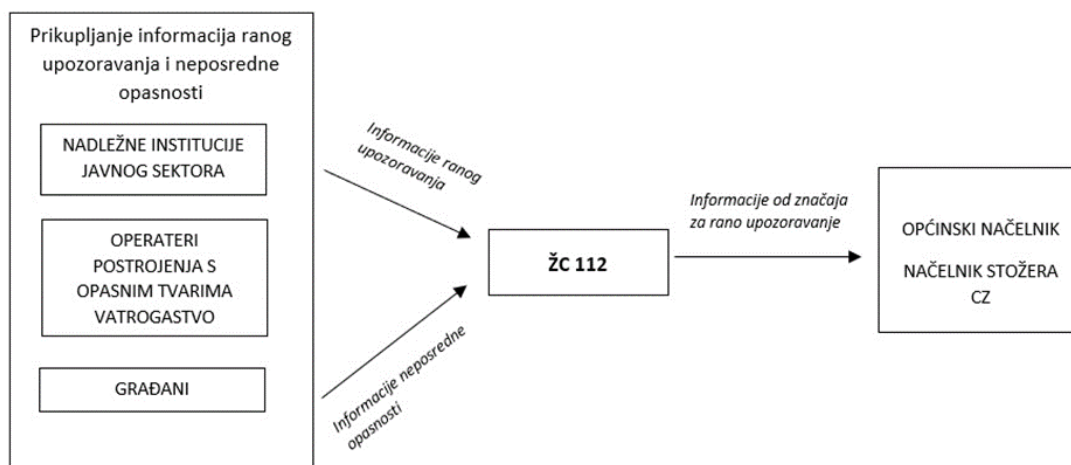 Prikupljanje informacija ranog
upozoravanja i neposredne
opasnosti
NADLEŽNE INSTITUCIJE
JAVNOG SEKTORA
OPERATERI
POSTROJENJA S
OPASNIM TVARIMA
VATROGASTVO
GRAĐANI
Informacije ranog
upozoravanja
Informacije neposredne
opasnosti
ŽC 112
Informacije od značaja
za rano upozoravanje
OPĆINSKI NAČELNIK
NAČELNIK STOŽERA
CZ